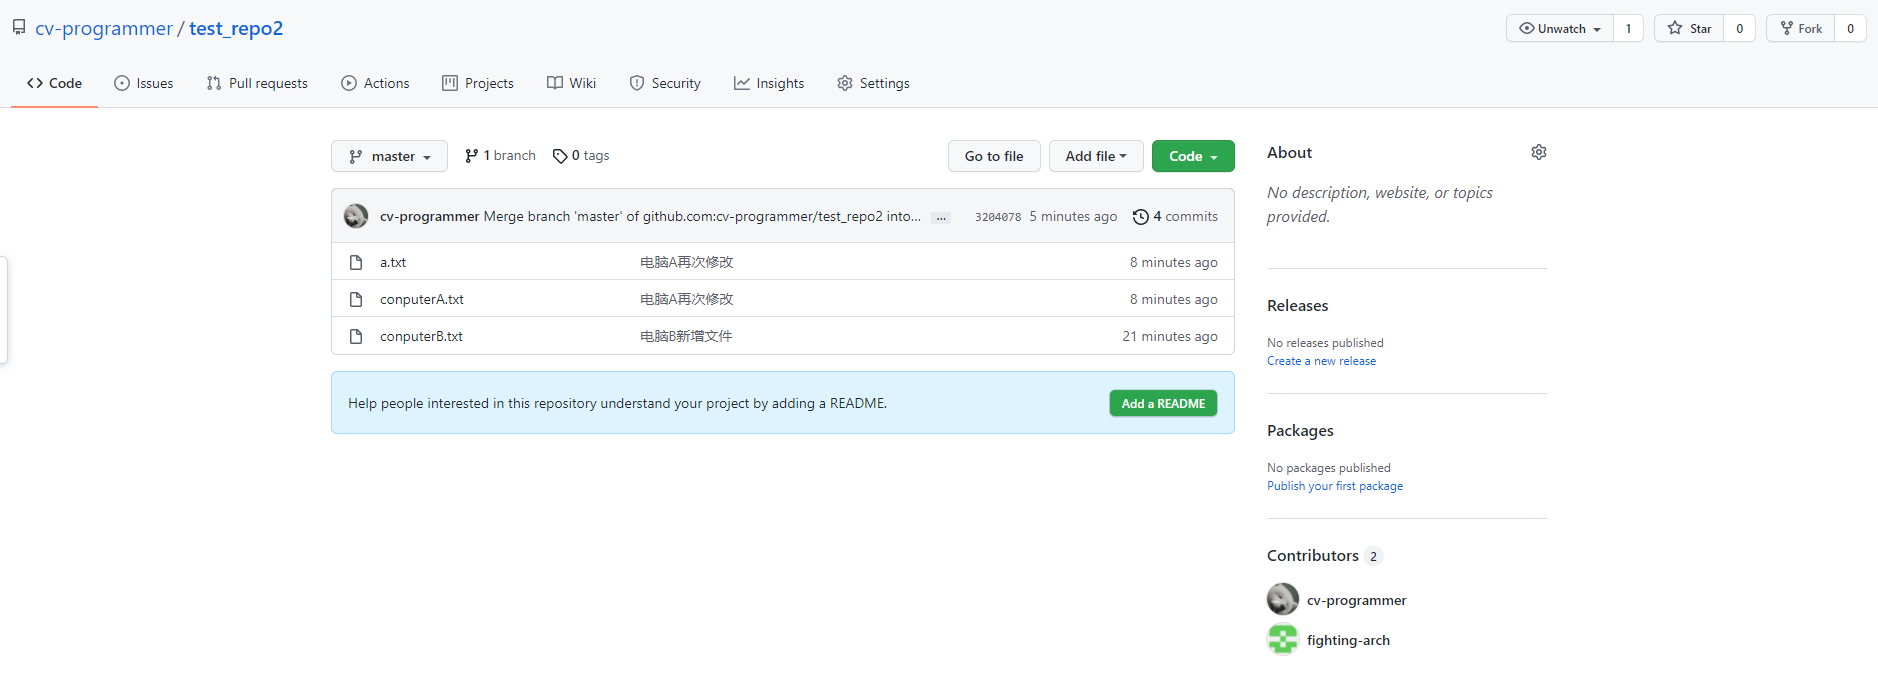 cv-programmer / test_repo2
Unwatch 1 Star 0 Fork 0
Code Issues Pull requests Actions Projects Wiki Security Insights Settings
master 1 branch 0 tags Go to file Add file Code
cv-programmer Merge branch 'master' of github.com:cv-programmer/test_repo2 into... ... 3204078 5 minutes ago 4 commits
a.txt 电脑A再次修改 8 minutes ago
conputerA.txt 电脑A再次修改 8 minutes ago
conputerB.txt 电脑B新增文件 21 minutes ago
Help people interested in this repository understand your project by adding a README. Add a README
About
No description, website, or topics
provided.
Releases
No releases published
Create a new release
Packages
No packages published
Publish your first package
Contributors 2
cv-programmer
fighting-arch